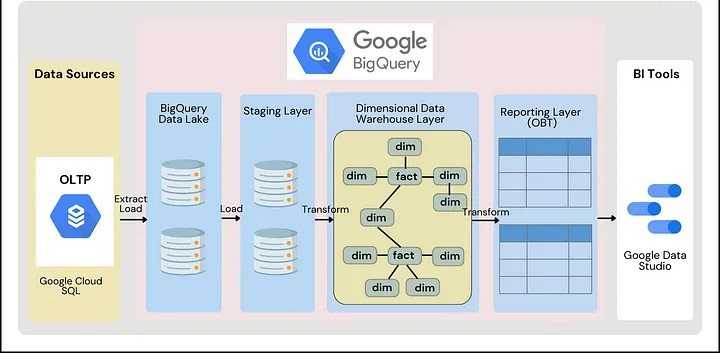 Google
BigQuery
Data Sources
BI Tools
BigQuery
Data Lake
Staging Layer
Dimensional Data
Warehouse Layer
Reporting Layer
(OBT)
OLTP
Google Cloud
SQL
Extract
Load
Load
Transform
dim
dim
fact
dim
dim
dim
dim
fact
dim
dim
dim
Transform
Google Data
Studio